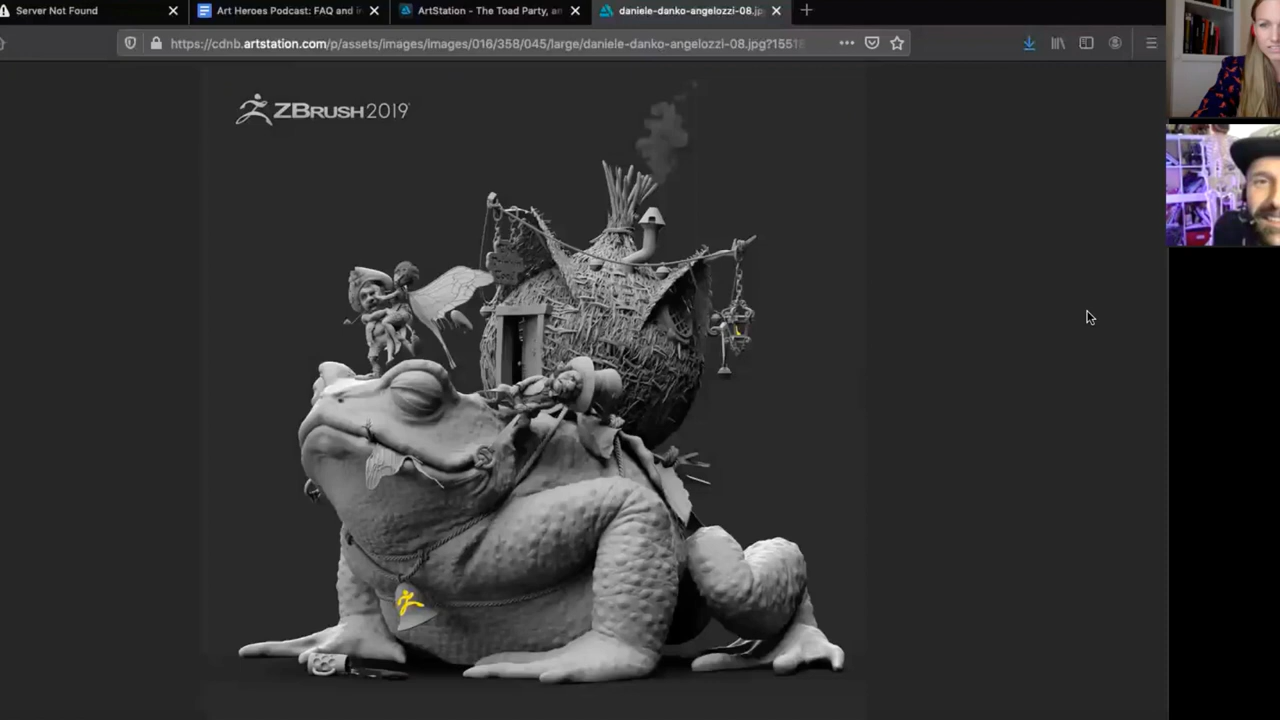 Server Not Found
Art Heroes Podcast: FAQ and i
ArtStation - The Toad Party, an
daniele-danko-angelozzi-08.jp
https://cdnb.artstation.com/p/assets/images/images/016/358/045/large/daniele-danko-angelozzi-08.jpg?15518
ZBRUSH 2019